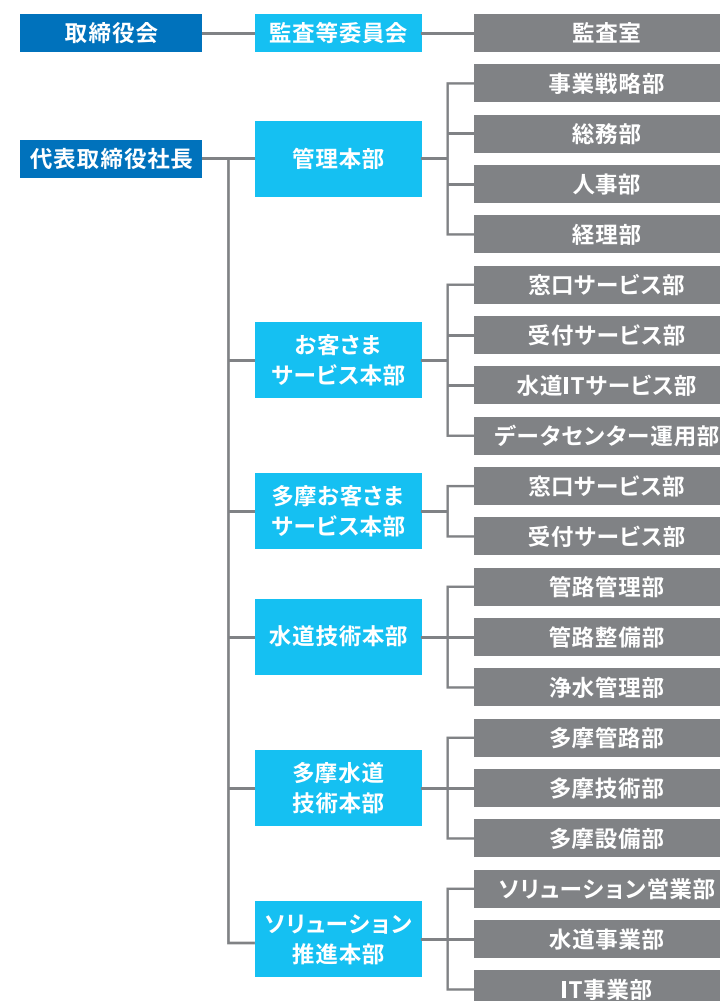 取締役会
監査等委員会
監査室
代表取締役社長
管理本部
事業戦略部
総務部
人事部
経理部
お客さま
サービス本部
窓口サービス部
受付サービス部
水道ITサービス部
データセンター運用部
多摩お客さま
サービス本部
窓口サービス部
受付サービス部
水道技術本部
管路管理部
管路整備部
浄水管理部
多摩水道
技術本部
多摩管路部
多摩技術部
多摩設備部
ソリューション
推進本部
ソリューション営業部
水道事業部
IT事業部